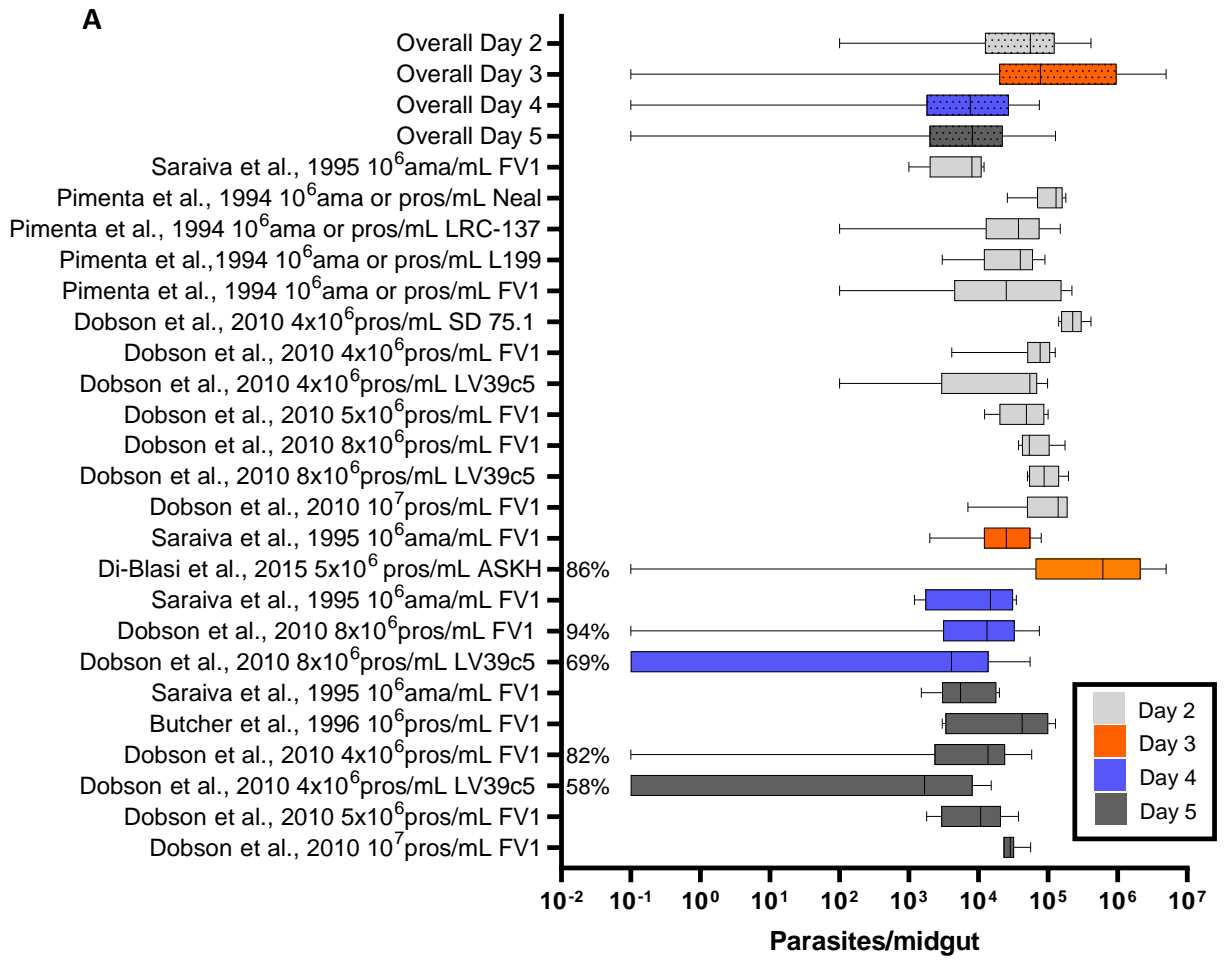 A
Overall Day 2
Overall Day 3
Overall Day 4
Overall Day 5
Saraiva et al., 1995 10⁶ama/mL FV1
Pimenta et al., 1994 10⁶ama or pros/mL Neal
Pimenta et al., 1994 10⁶ama or pros/mL LRC-137
Pimenta et al.,1994 10⁶ama or pros/mL L199
Pimenta et al., 1994 10⁶ama or pros/mL FV1
Dobson et al., 2010 4x10⁶pros/mL SD 75.1
Dobson et al., 2010 4x10⁶pros/mL FV1
Dobson et al., 2010 4x10⁶pros/mL LV39c5
Dobson et al., 2010 5x10⁶pros/mL FV1
Dobson et al., 2010 8x10⁶pros/mL FV1
Dobson et al., 2010 8x10⁶pros/mL LV39c5
Dobson et al., 2010 10⁷pros/mL FV1
Saraiva et al., 1995 10⁶ama/mL FV1
Di-Blasi et al., 2015 5x10⁶ pros/mL ASKH 86%
Saraiva et al., 1995 10⁶ama/mL FV1
Dobson et al., 2010 8x10⁶pros/mL FV1 94%
Dobson et al., 2010 8x10⁶pros/mL LV39c5 69%
Saraiva et al., 1995 10⁶ama/mL FV1
Butcher et al., 1996 10⁶pros/mL FV1
Dobson et al., 2010 4x10⁶pros/mL FV1 82%
Dobson et al., 2010 4x10⁶pros/mL LV39c5 58%
Dobson et al., 2010 5x10⁶pros/mL FV1
Dobson et al., 2010 10⁷pros/mL FV1
Day 2
Day 3
Day 4
Day 5
10⁻² 10⁻¹ 10⁰ 10¹ 10² 10³ 10⁴ 10⁵ 10⁶ 10⁷
Parasites/midgut